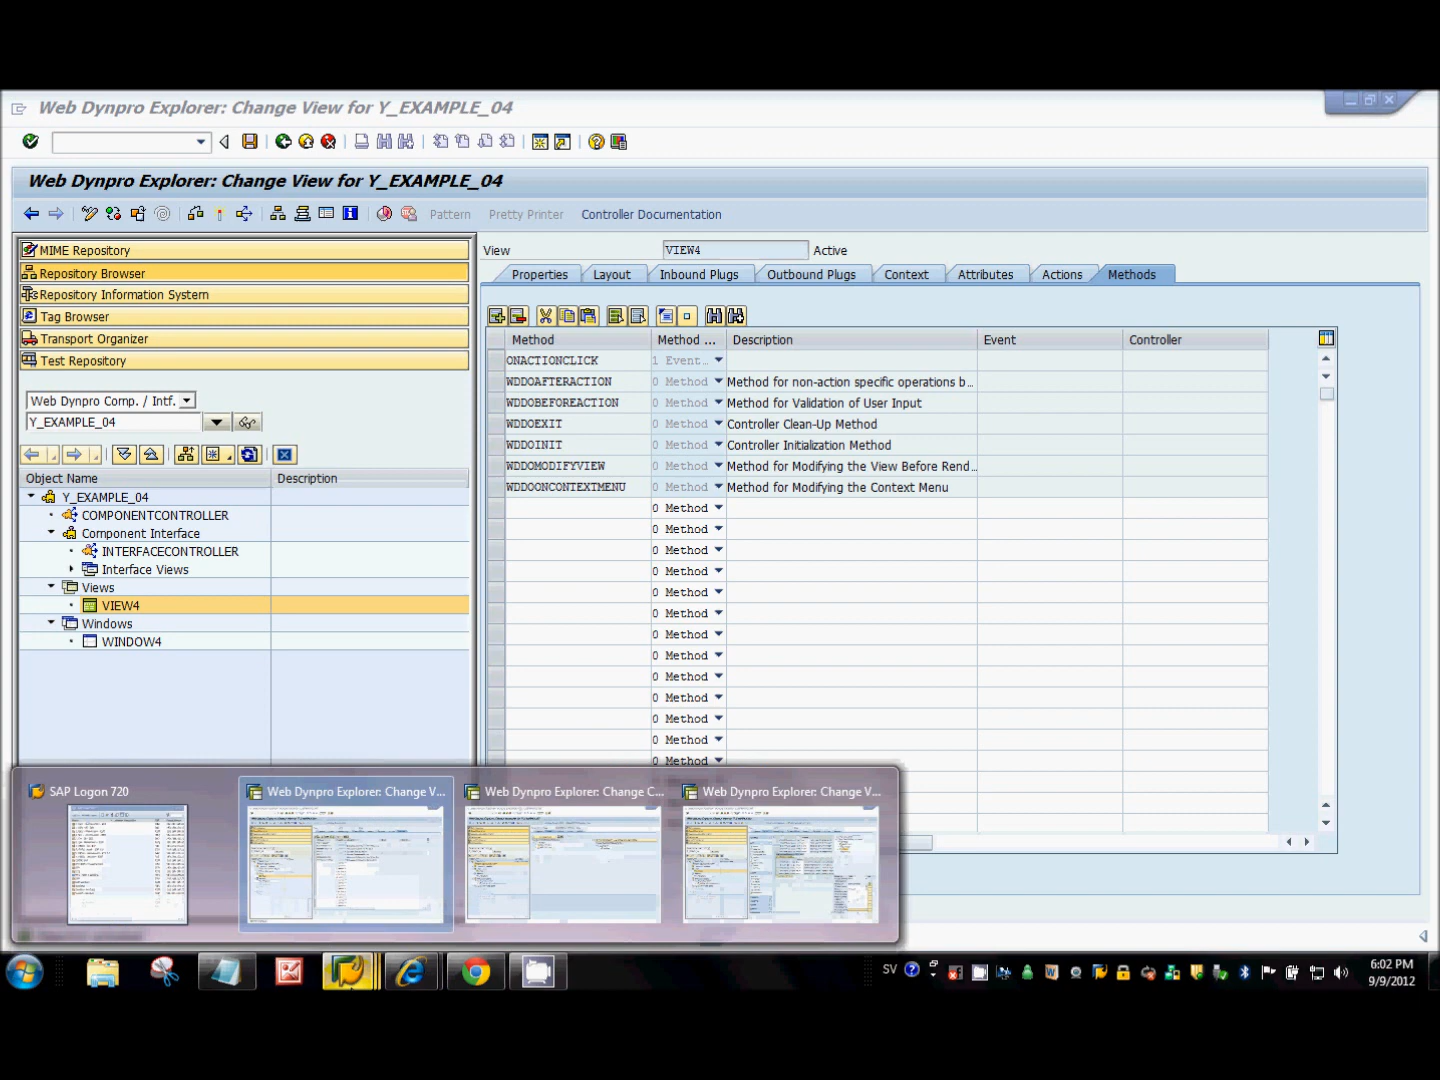 Web Dynpro Explorer: Change View for Y_EXAMPLE_04
Web Dynpro Explorer: Change View for Y_EXAMPLE_04
Pattern Pretty Printer Controller Documentation
MIME Repository
Repository Browser
Repository Information System
Tag Browser
Transport Organizer
Test Repository
Web Dynpro Comp. / Intf.
Y_EXAMPLE_04
Object Name Description
Y_EXAMPLE_04
COMPONENTCONTROLLER
Component Interface
INTERFACECONTROLLER
Interface Views
Views
VIEW4
Windows
WINDOW4
View VIEW4 Active
Properties Layout Inbound Plugs Outbound Plugs Context Attributes Actions Methods
Method Method ... Description Event Controller
ONACTIONCLICK 1 Event...
WDDOAFTERACTION 0 Method Method for non-action specific operations b...
WDDOBEFOREACTION 0 Method Method for Validation of User Input
WDDOEXIT 0 Method Controller Clean-Up Method
WDDOINIT 0 Method Controller Initialization Method
WDDOMODIFYVIEW 0 Method Method for Modifying the View Before Rend...
WDDOONCONTEXTMENU 0 Method Method for Modifying the Context Menu
0 Method
0 Method
0 Method
0 Method
0 Method
0 Method
0 Method
0 Method
0 Method
0 Method
0 Method
0 Method
0 Method
SAP Logon 720
Web Dynpro Explorer: Change V...
Web Dynpro Explorer: Change C...
Web Dynpro Explorer: Change V...
SV
6:02 PM
9/9/2012